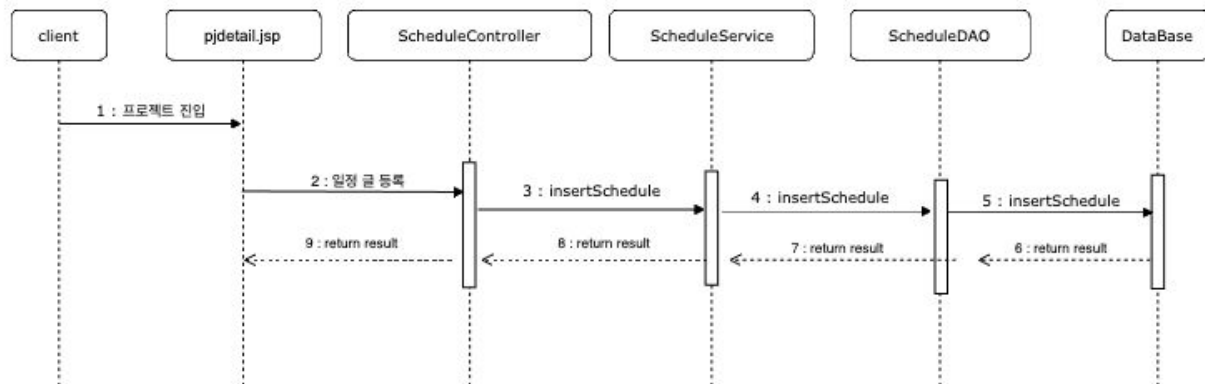 client
pjdetail.jsp
ScheduleController
ScheduleService
ScheduleDAO
DataBase
1 : 프로젝트 진입
2 : 일정 글 등록
3 : insertSchedule
4 : insertSchedule
5 : insertSchedule
9 : return result
8 : return result
7 : return result
6 : return result